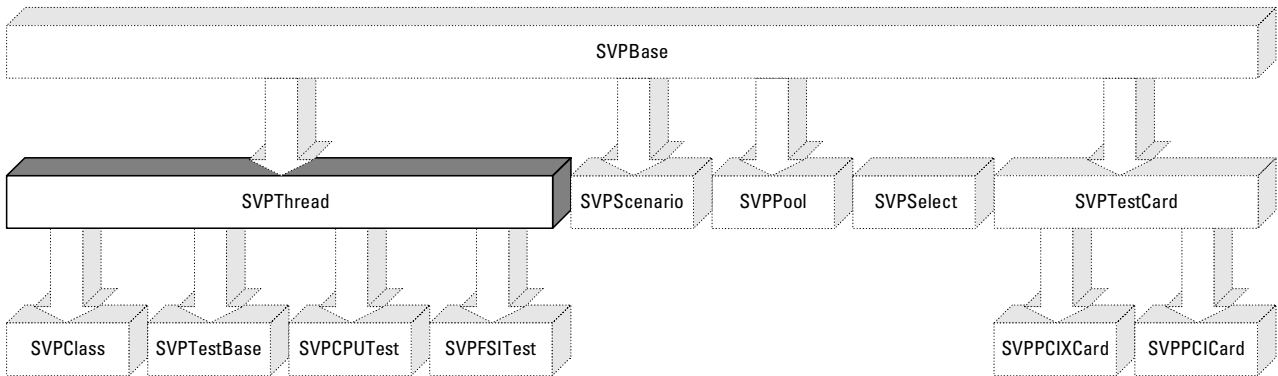 SVPBase
SVPThread
SVPScenario
SVPPool
SVPSelect
SVPTestCard
SVPClass
SVPTestBase
SVPCPUTest
SVPFSITest
SVPPCIXCard
SVPPCICard